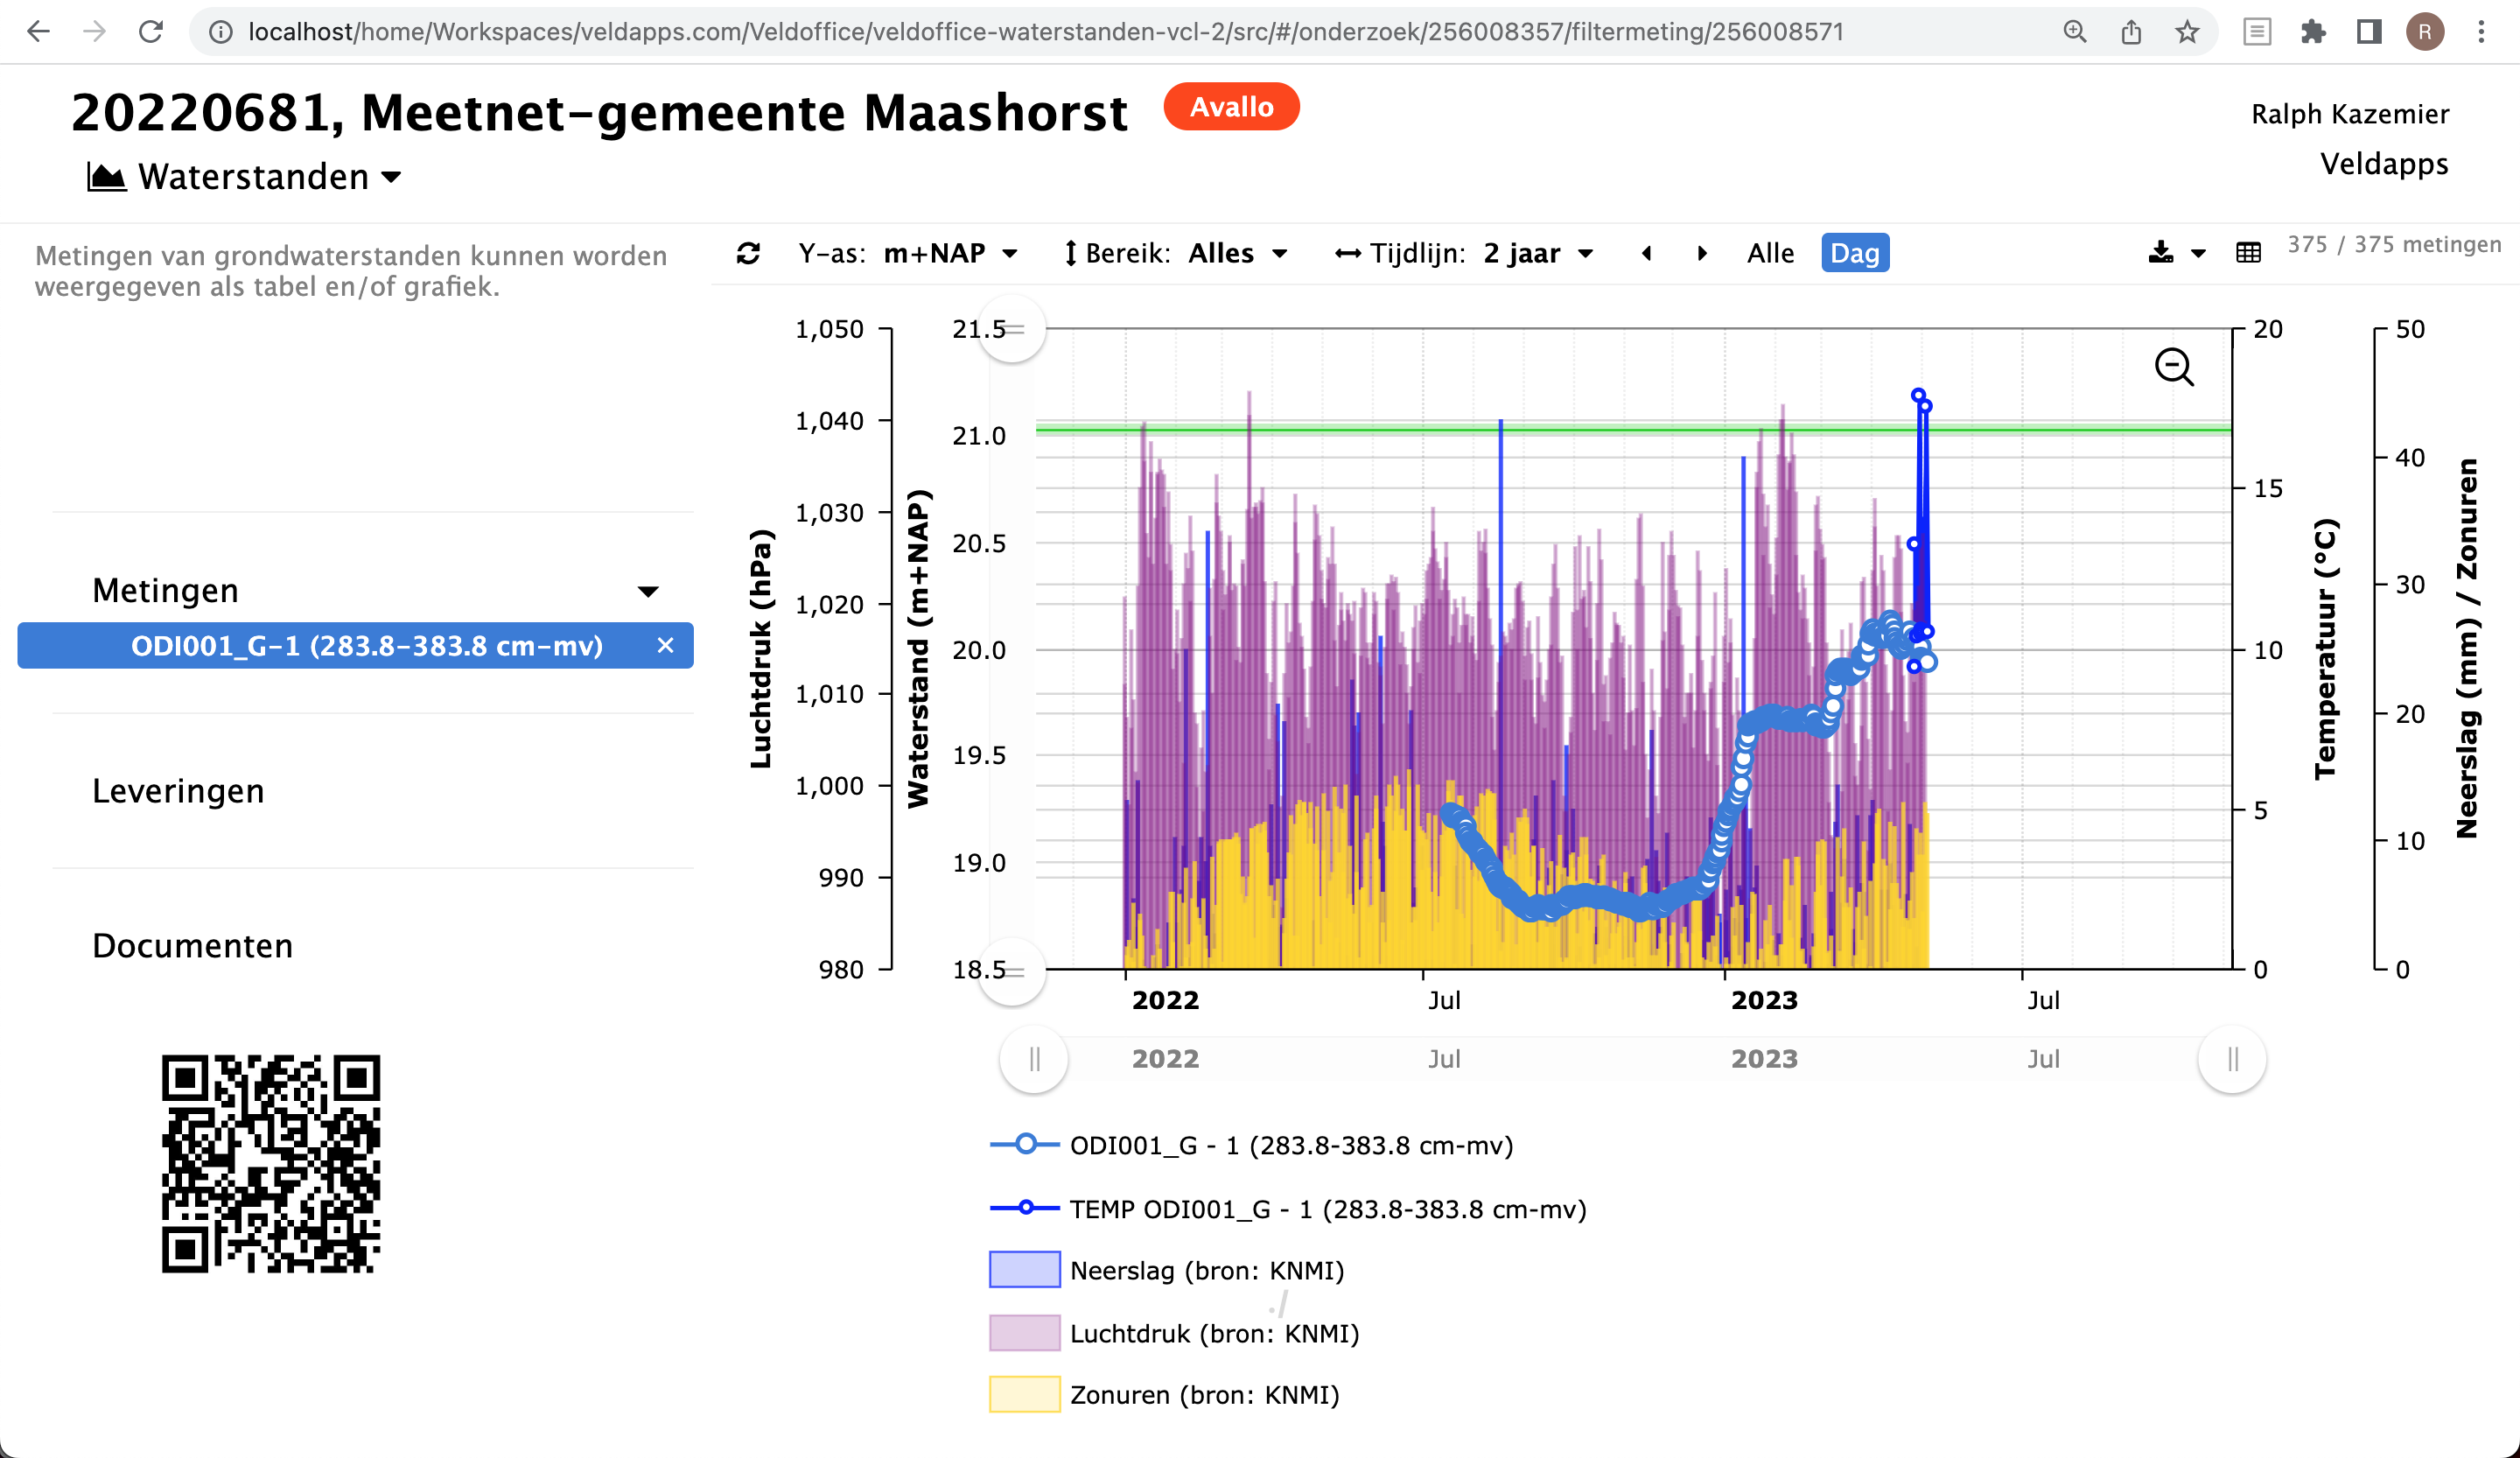 localhost/home/Workspaces/veldapps.com/Veldoffice/veldoffice-waterstanden-vcl-2/src/#/onderzoek/256008357/filtermeting/256008571
R
20220681, Meetnet-gemeente Maashorst
Avallo
Ralph Kazemier
Waterstanden
Veldapps
Metingen van grondwaterstanden kunnen worden
weergegeven als tabel en/of grafiek.
Y-as: m+NAP
Bereik: Alles
Tijdlijn: 2 jaar
Alle
Dag
375 / 375 metingen
Metingen
ODI001_G-1 (283.8-383.8 cm-mv)
Leveringen
Documenten
Luchtdruk (hPa)
1,050
1,040
1,030
1,020
1,010
1,000
990
980
Waterstand (m+NAP)
21.5
21.0
20.5
20.0
19.5
19.0
18.5
20
15
10
5
0
Temperatuur (°C)
50
40
30
20
10
0
Neerslag (mm) / Zonuren
2022
Jul
2023
Jul
2022
Jul
2023
Jul
ODI001_G - 1 (283.8-383.8 cm-mv)
TEMP ODI001_G - 1 (283.8-383.8 cm-mv)
Neerslag (bron: KNMI)
./
Luchtdruk (bron: KNMI)
Zonuren (bron: KNMI)